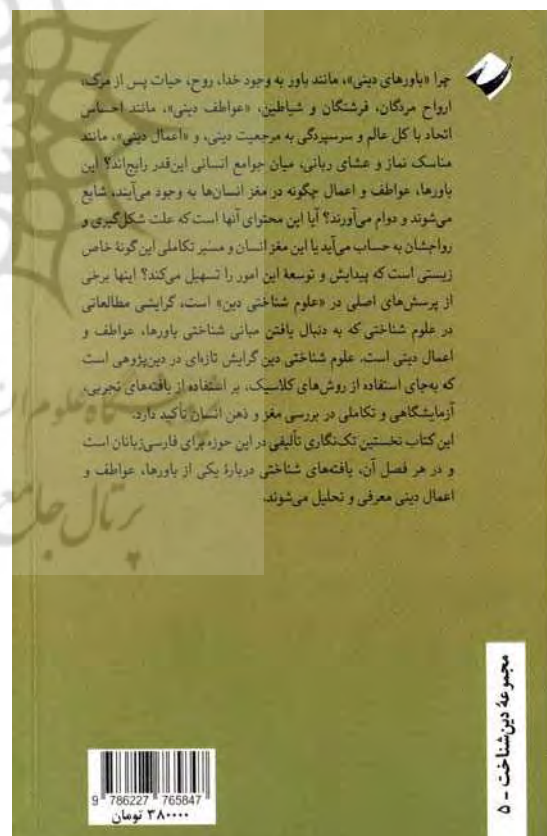 چرا «باورهای دینی»، مانند باور به وجود خدا، روح، حیات پس از مرگ،
ارواح مردگان، فرشتگان و شیاطین، «عواطف دینی»، مانند احساس
اتحاد با کل عالم و سرسپردگی به مرجعیت دینی، و «اعمال دینی»، مانند
مناسک نماز و عشای ربانی، میان جوامع انسانی این‌قدر رایج‌اند؟ این
باورها، عواطف و اعمال چگونه در مغز انسان‌ها به وجود می‌آیند، شایع
می‌شوند و دوام می‌آورند؟ آیا این محتوای آنها است که علت شکل‌گیری و
رواجشان به حساب می‌آید یا این مغز انسان و مسیر تکاملی این گونهٔ خاص
زیستی است که پیدایش و توسعهٔ این امور را تسهیل می‌کند؟ اینها برخی
از پرسش‌های اصلی در «علوم شناختی دین» است، گرایشی مطالعاتی
در علوم شناختی که به دنبال یافتن مبانی شناختی باورها، عواطف و
اعمال دینی است. علوم شناختی دین گرایش تازه‌ای در دین‌پژوهی است
که به‌جای استفاده از روش‌های کلاسیک، بر استفاده از یافته‌های تجربی،
آزمایشگاهی و تکاملی در بررسی مغز و ذهن انسان تأکید دارد.
این کتاب نخستین تک‌نگاری تألیفی در این حوزه برای فارسی‌زبانان است
و در هر فصل آن، یافته‌های شناختی دربارهٔ یکی از باورها، عواطف و
اعمال دینی معرفی و تحلیل می‌شوند.
پرتال جامع
مجموعهٔ دین‌شناخت - ۵
9 786227 765847
۳۸۰۰۰۰ تومان